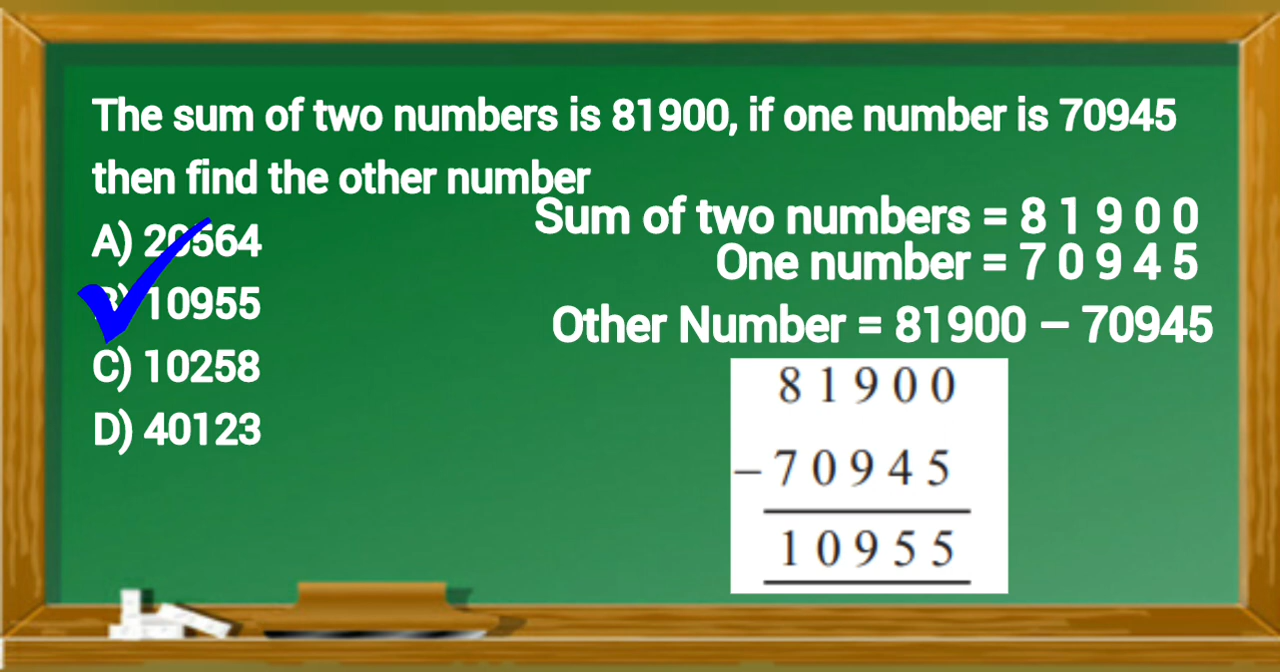 The sum of two numbers is 81900, if one number is 70945
then find the other number
A) 20564
B) 10955
C) 10258
D) 40123
Sum of two numbers = 8 1 9 0 0
One number = 7 0 9 4 5
Other Number = 81900 – 70945
8 1 9 0 0
– 7 0 9 4 5
1 0 9 5 5